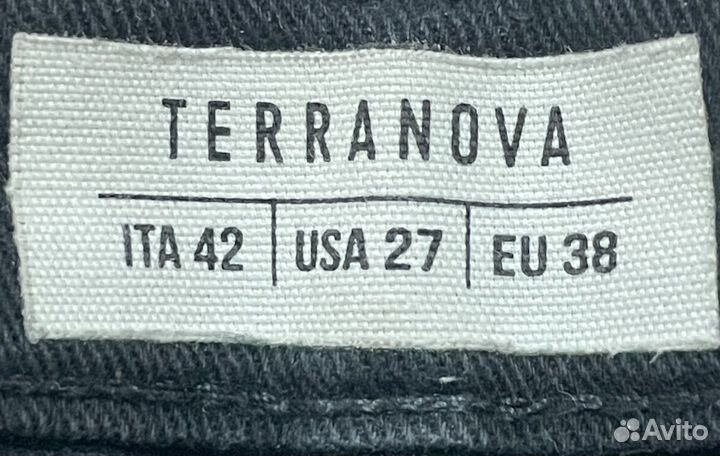 TERRANOVA
ITA 42 USA 27 EU 38
Avito